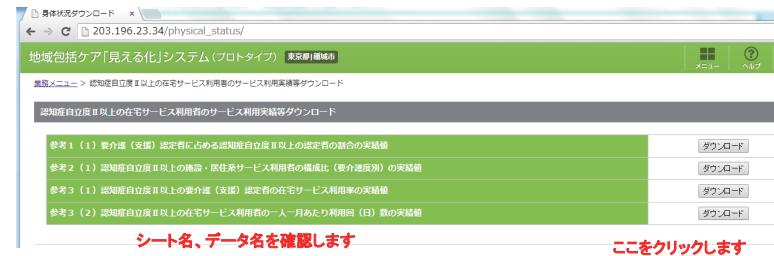 身体状況ダウンロード ×
203.196.23.34/physical_status/
地域包括ケア「見える化」システム(プロトタイプ) 東京都|稲城市
メニュー ヘルプ
業務メニュー > 認知症自立度Ⅱ以上の在宅サービス利用者のサービス利用実績等ダウンロード
認知症自立度Ⅱ以上の在宅サービス利用者のサービス利用実績等ダウンロード
参考1(1)要介護(支援)認定者に占める認知症自立度Ⅱ以上の認定者の割合の実績値 ダウンロード
参考2(1)認知症自立度Ⅱ以上の施設・居住系サービス利用者の構成比(要介護度別)の実績値 ダウンロード
参考3(1)認知症自立度Ⅱ以上の要介護(支援)認定者の在宅サービス利用率の実績値 ダウンロード
参考3(2)認知症自立度Ⅱ以上の在宅サービス利用者の一人一月あたり利用回(日)数の実績値 ダウンロード
シート名、データ名を確認します
ここをクリックします